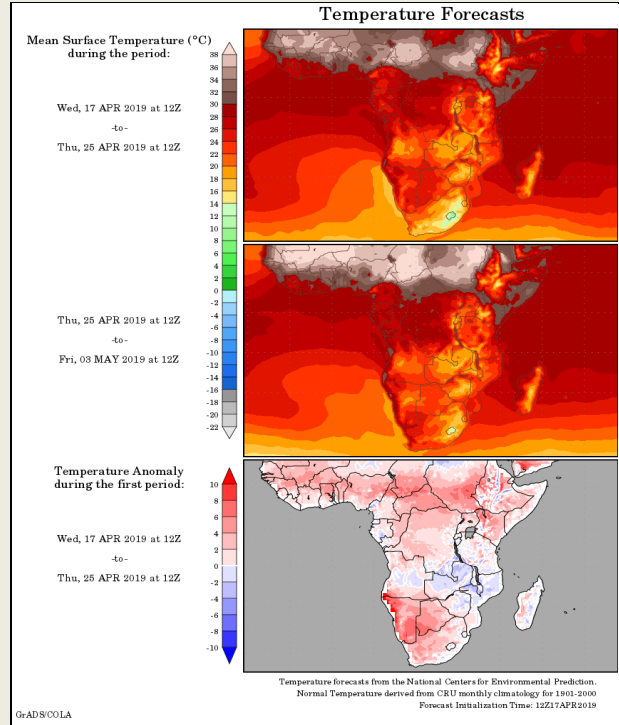 Temperature Forecasts
Mean Surface Temperature (°C)
during the period:
Wed, 17 APR 2019 at 12Z
-to-
Thu, 25 APR 2019 at 12Z
38
36
34
32
30
28
26
24
22
20
18
16
14
12
10
8
6
4
2
0
-2
-4
-6
-8
-10
-12
-14
-16
-18
-20
-22
Thu, 25 APR 2019 at 12Z
-to-
Fri, 03 MAY 2019 at 12Z
Temperature Anomaly
during the first period:
Wed, 17 APR 2019 at 12Z
-to-
Thu, 25 APR 2019 at 12Z
10
8
6
4
2
0
-2
-4
-6
-8
-10
Temperature forecasts from the National Centers for Environmental Prediction.
Normal Temperature derived from CRU monthly climatology for 1901-2000
Forecast Initialization Time: 12Z17APR2019
GrADS/COLA